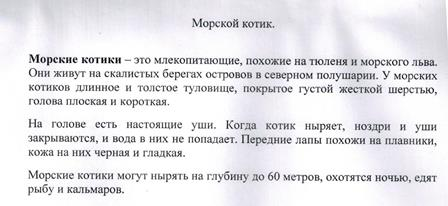 Морской котик.
Морские котики – это млекопитающие, похожие на тюленя и морского льва.
Они живут на скалистых берегах островов в северном полушарии. У морских
котиков длинное и толстое туловище, покрытое густой жесткой шерстью,
голова плоская и короткая.
На голове есть настоящие уши. Когда котик ныряет, ноздри и уши
закрываются, и вода в них не попадает. Передние лапы похожи на плавники,
кожа на них черная и гладкая.
Морские котики могут нырять на глубину до 60 метров, охотятся ночью, едят
рыбу и кальмаров.